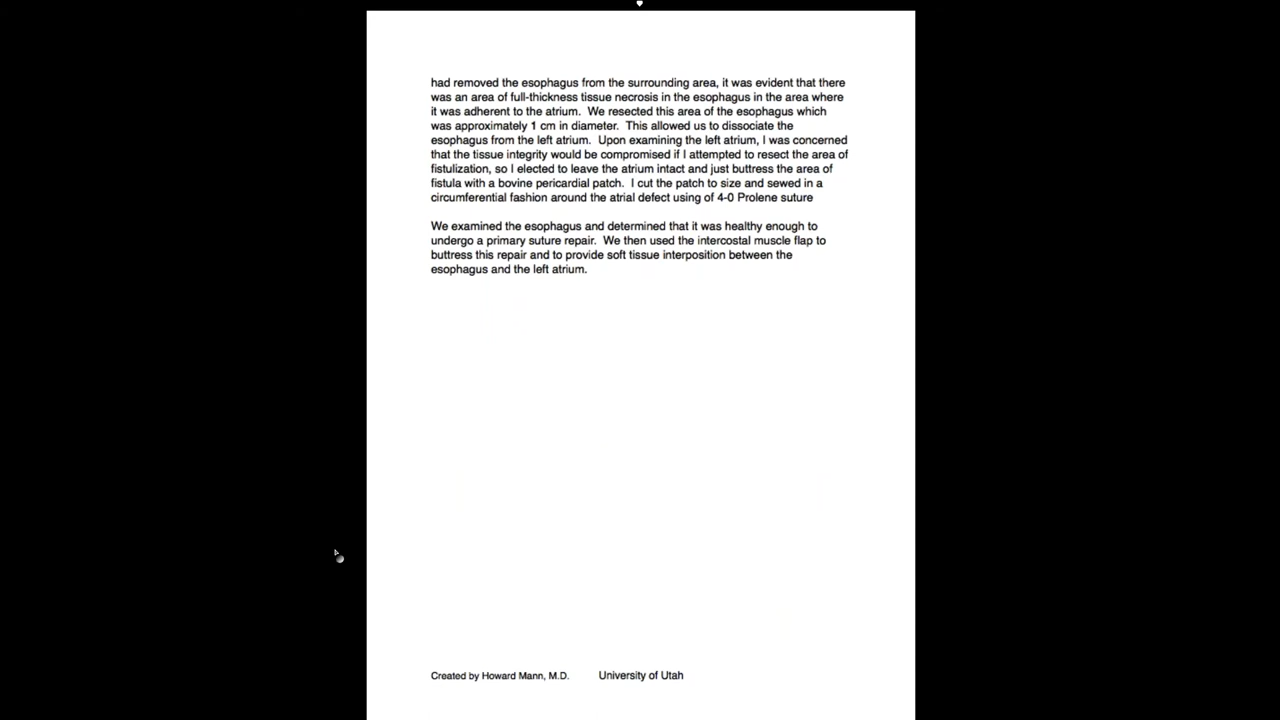 had removed the esophagus from the surrounding area, it was evident that there
was an area of full-thickness tissue necrosis in the esophagus in the area where
it was adherent to the atrium.  We resected this area of the esophagus which
was approximately 1 cm in diameter.  This allowed us to dissociate the
esophagus from the left atrium.  Upon examining the left atrium, I was concerned
that the tissue integrity would be compromised if I attempted to resect the area of
fistulization, so I elected to leave the atrium intact and just buttress the area of
fistula with a bovine pericardial patch.  I cut the patch to size and sewed in a
circumferential fashion around the atrial defect using of 4-0 Prolene suture
We examined the esophagus and determined that it was healthy enough to
undergo a primary suture repair.  We then used the intercostal muscle flap to
buttress this repair and to provide soft tissue interposition between the
esophagus and the left atrium.
Created by Howard Mann, M.D. University of Utah